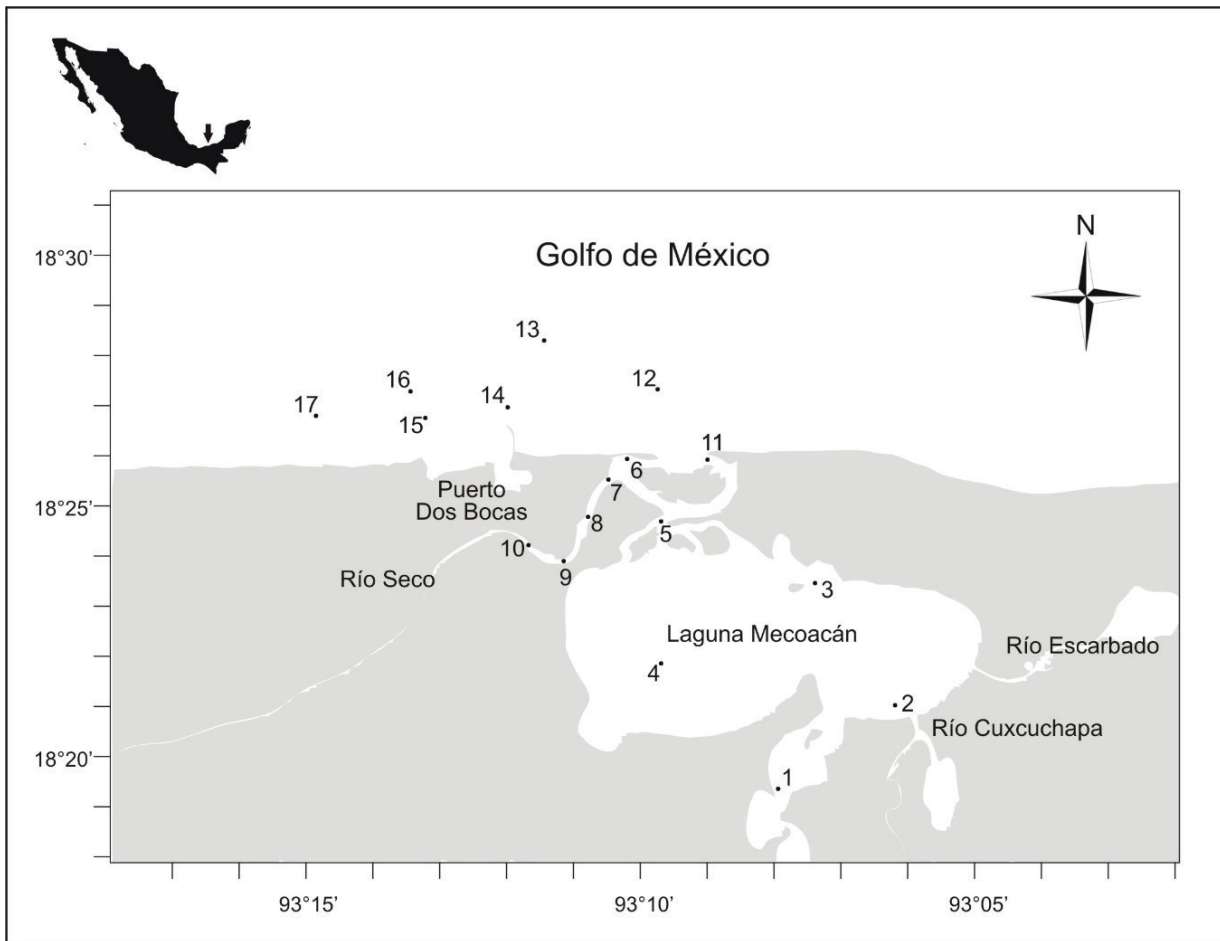 N
Golfo de México
18°30’
13
12
16
14
17
15
11
6
Puerto
Dos Bocas
7
18°25’
8
5
10
9
Río Seco
3
Laguna Mecoacán
Río Escarbado
4
2
Río Cuxcuchapa
18°20’
1
93°15’
93°10’
93°05’